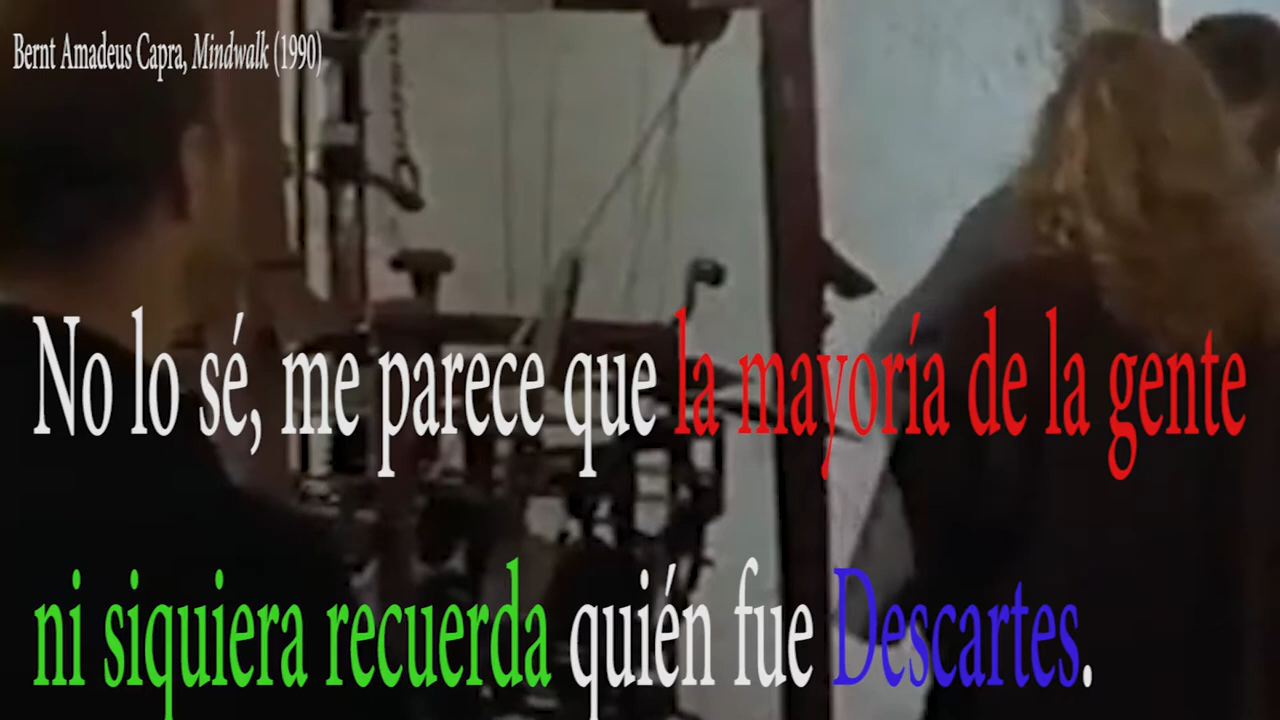 Bernt Amadeus Capra, Mindwalk (1990)
No lo sé, me parece que la mayoría de la gente
ni siquiera recuerda quién fue Descartes.